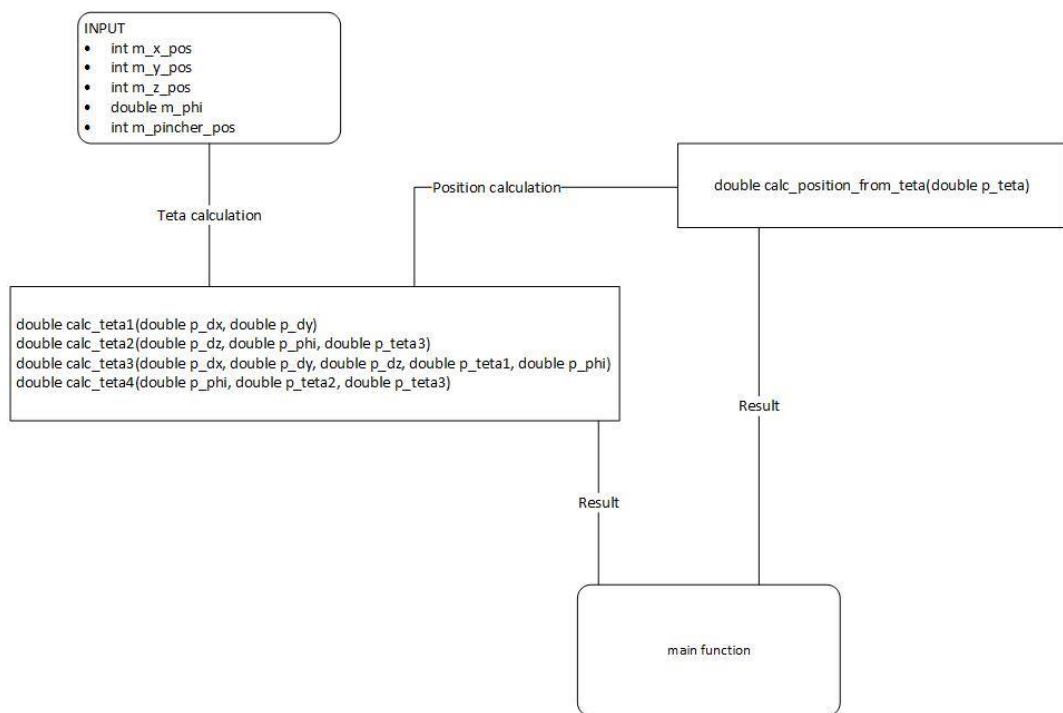 INPUT
• int m_x_pos
• int m_y_pos
• int m_z_pos
• double m_phi
• int m_pincher_pos
Position calculation
double calc_position_from_teta(double p_teta)
Teta calculation
double calc_teta1(double p_dx, double p_dy)
double calc_teta2(double p_dz, double p_phi, double p_teta3)
double calc_teta3(double p_dx, double p_dy, double p_dz, double p_teta1, double p_phi)
double calc_teta4(double p_phi, double p_teta2, double p_teta3)
Result
Result
main function